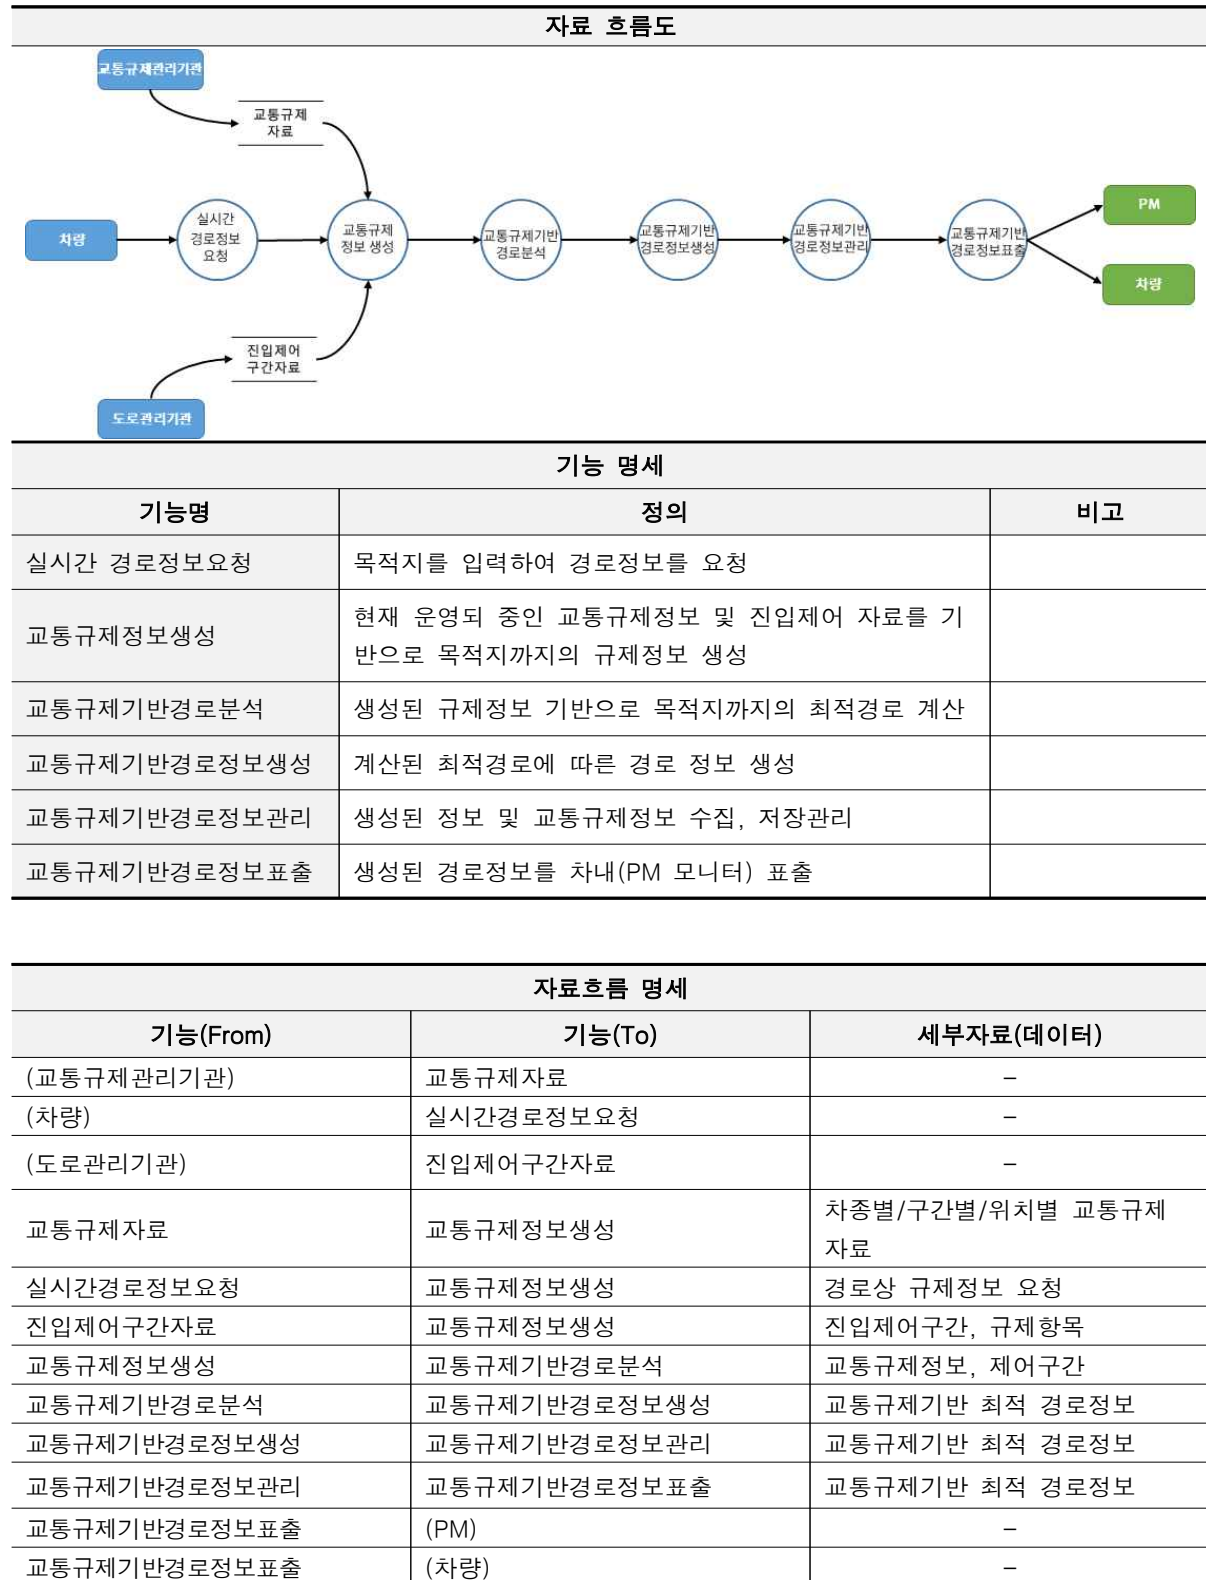 자료 흐름도
교통규제관리기관
교통규제
자료
차량
실시간
경로정보
요청
교통규제
정보 생성
교통규제기반
경로분석
교통규제기반
경로정보생성
교통규제기반
경로정보관리
교통규제기반
경로정보표출
PM
차량
진입제어
구간자료
도로관리기관
기능 명세
기능명 정의 비고
실시간 경로정보요청 목적지를 입력하여 경로정보를 요청
교통규제정보생성 현재 운영되 중인 교통규제정보 및 진입제어 자료를 기
반으로 목적지까지의 규제정보 생성
교통규제기반경로분석 생성된 규제정보 기반으로 목적지까지의 최적경로 계산
교통규제기반경로정보생성 계산된 최적경로에 따른 경로 정보 생성
교통규제기반경로정보관리 생성된 정보 및 교통규제정보 수집, 저장관리
교통규제기반경로정보표출 생성된 경로정보를 차내(PM 모니터) 표출
자료흐름 명세
기능(From) 기능(To) 세부자료(데이터)
(교통규제관리기관) 교통규제자료 –
(차량) 실시간경로정보요청 –
(도로관리기관) 진입제어구간자료 –
교통규제자료 교통규제정보생성 차종별/구간별/위치별 교통규제
자료
실시간경로정보요청 교통규제정보생성 경로상 규제정보 요청
진입제어구간자료 교통규제정보생성 진입제어구간, 규제항목
교통규제정보생성 교통규제기반경로분석 교통규제정보, 제어구간
교통규제기반경로분석 교통규제기반경로정보생성 교통규제기반 최적 경로정보
교통규제기반경로정보생성 교통규제기반경로정보관리 교통규제기반 최적 경로정보
교통규제기반경로정보관리 교통규제기반경로정보표출 교통규제기반 최적 경로정보
교통규제기반경로정보표출 (PM) –
교통규제기반경로정보표출 (차량) –